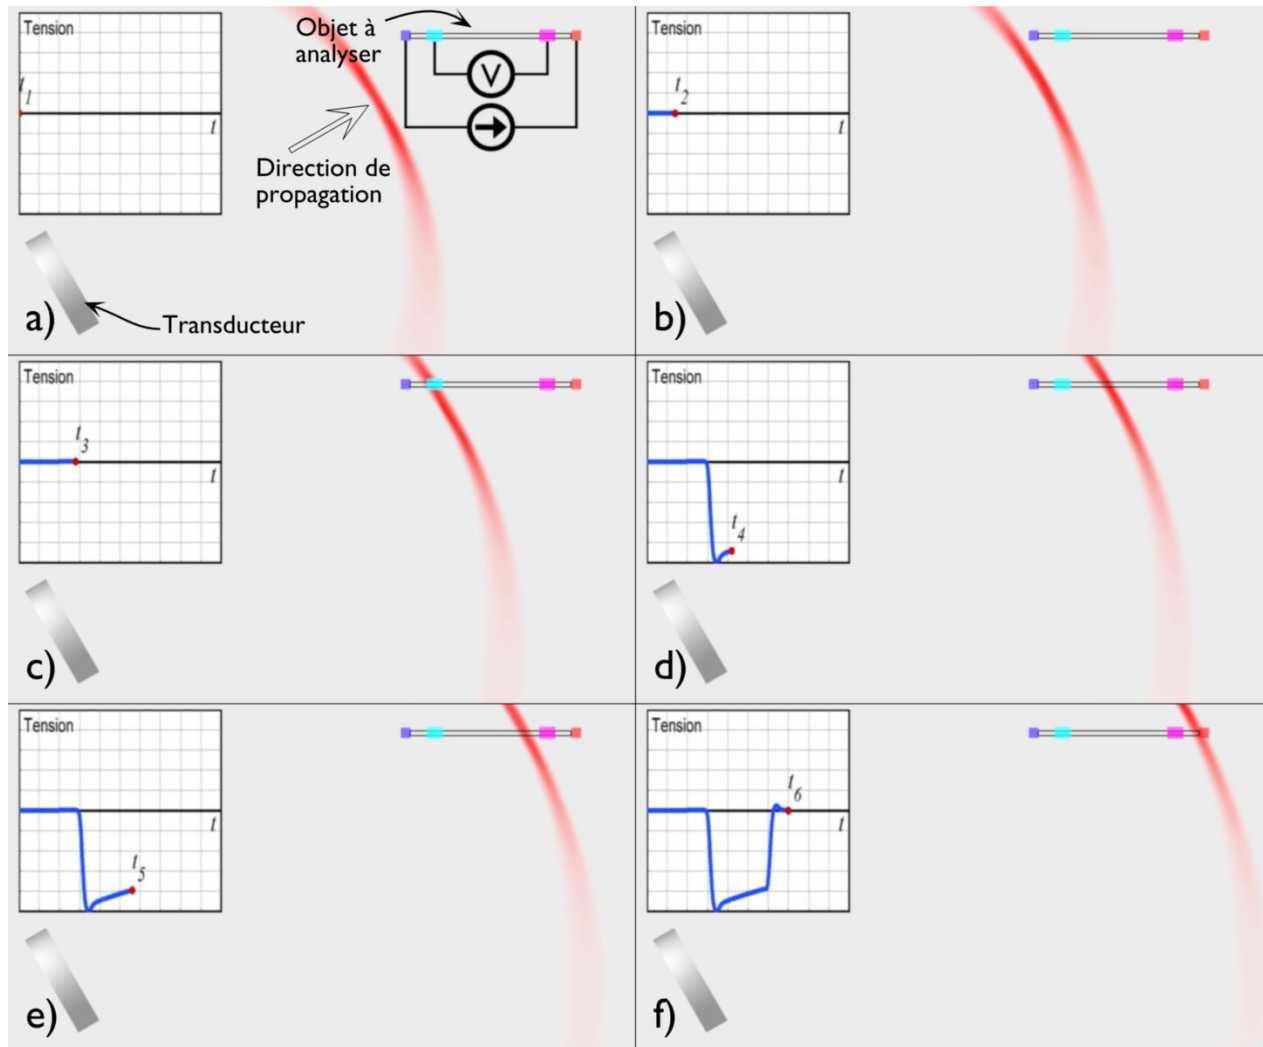 Tension
t1
t
Objet à
analyser
V
Direction de
propagation
Transducteur
a)
Tension
t2
t
b)
Tension
t3
t
c)
Tension
t4
t
d)
Tension
t5
t
e)
Tension
t6
t
f)